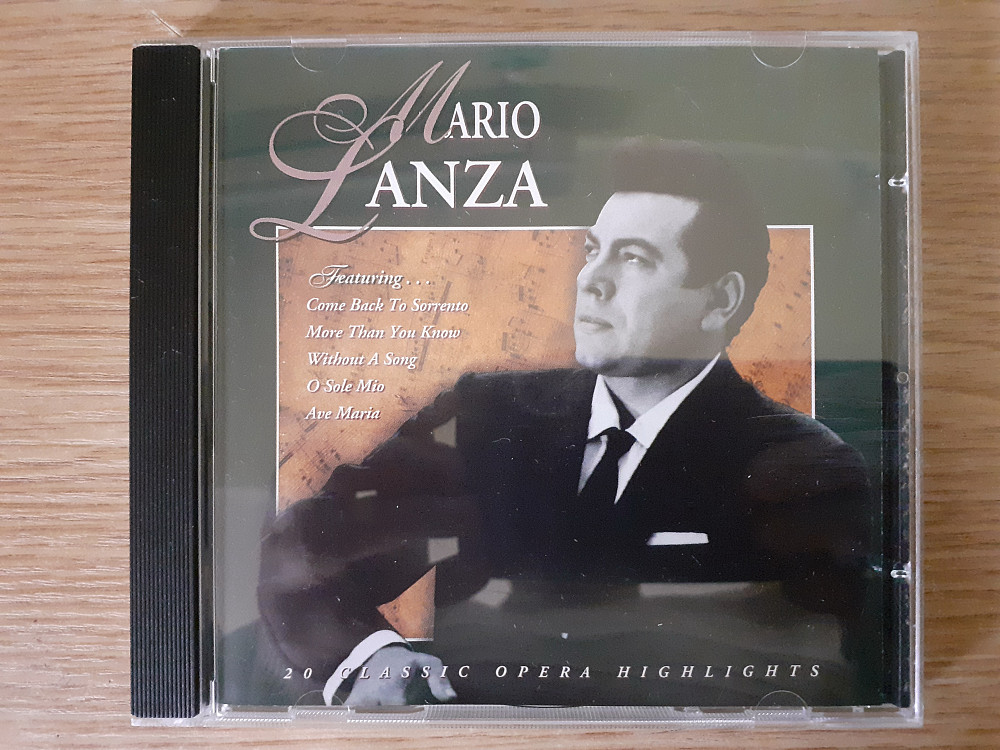 MARIO
LANZA
Featuring...
Come Back To Sorrento
More Than You Know
Without A Song
O Sole Mio
Ave Maria
20 CLASSIC OPERA HIGHLIGHTS